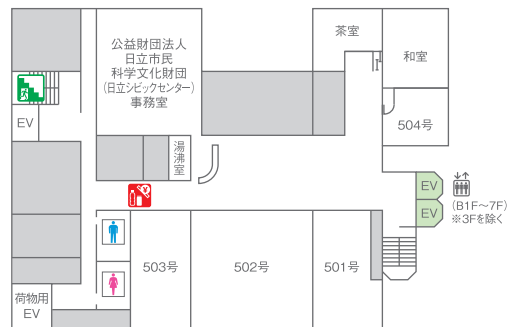 公益財団法人
日立市民
科学文化財団
(日立シビックセンター)
事務室
茶室
和室
EV
504号
湯沸室
EV
EV
(B1F～7F)
※3Fを除く
503号
502号
501号
荷物用
EV